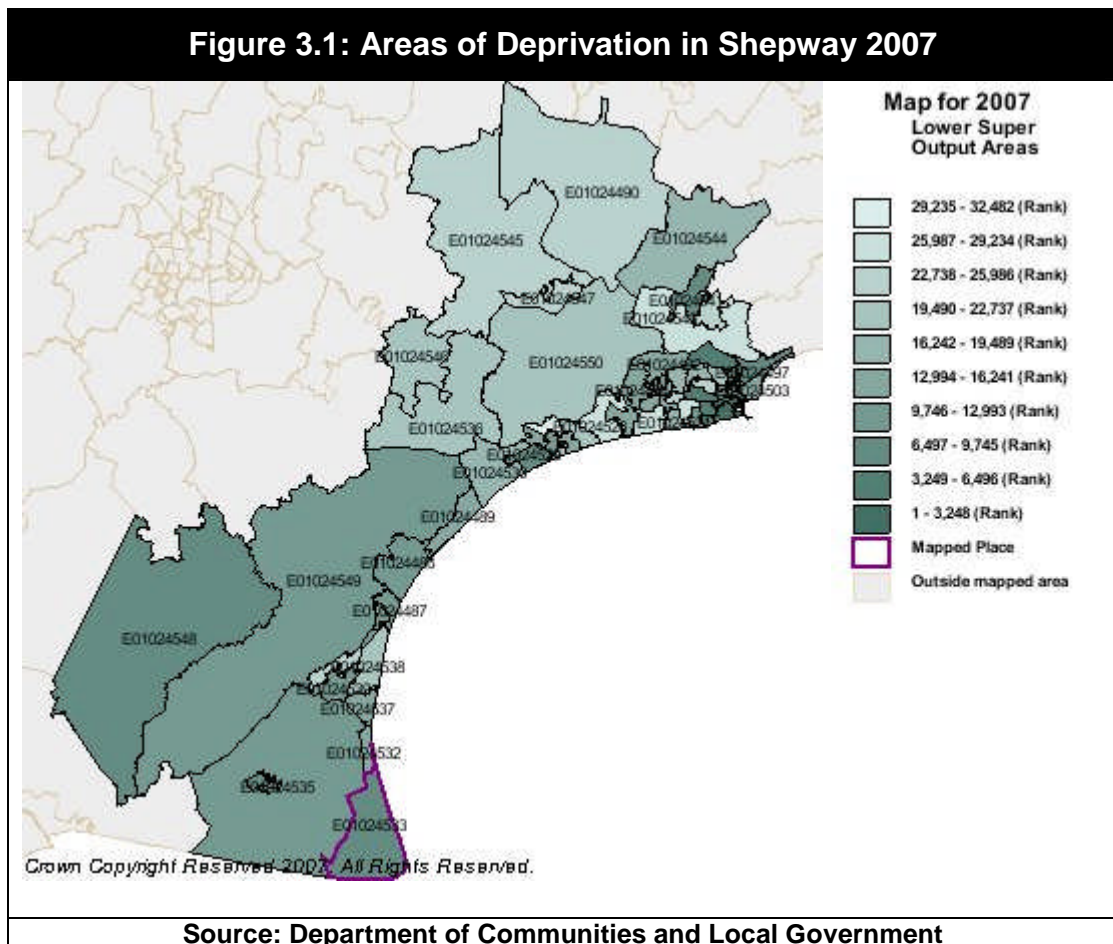 Figure 3.1: Areas of Deprivation in Shepway 2007
Map for 2007
Lower Super
Output Areas
29,235 - 32,482 (Rank)
25,987 - 29,234 (Rank)
22,738 - 25,986 (Rank)
19,490 - 22,737 (Rank)
16,242 - 19,489 (Rank)
12,994 - 16,241 (Rank)
9,746 - 12,993 (Rank)
6,497 - 9,745 (Rank)
3,249 - 6,496 (Rank)
1 - 3,248 (Rank)
Mapped Place
Outside mapped area
E01024490
E01024545
E01024544
E01024550
E01024546
E01024536
E01024489
E01024549
E01024487
E01024548
E01024538
E01024537
E01024532
E01024535
E01024533
Crown Copyright Reserved 2007. All Rights Reserved.
Source: Department of Communities and Local Government